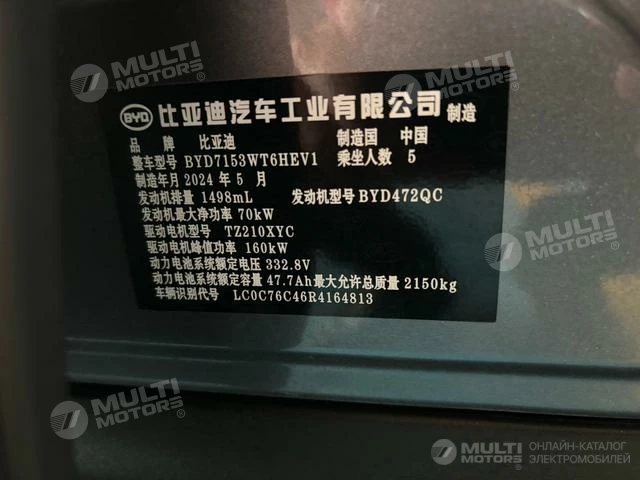 MULTI MOTORS®
MULTI MOTORS®
BYD 比亚迪汽车工业有限公司 制造
品 牌 比亚迪 制造国 中国
整车型号 BYD7153WT6HEV1 乘坐人数 5
制造年月 2024 年 5 月
发动机排量 1498mL 发动机型号 BYD472QC
发动机最大净功率 70kW
驱动电机型号 TZ210XYC
驱动电机峰值功率 160kW
动力电池系统额定电压 332.8V
动力电池系统额定容量 47.7Ah 最大允许总质量 2150kg
车辆识别代号 LC0C76C46R4164813
MULTI MOTORS®
MULTI MOTORS®
MULTI MOTORS®
ОНЛАЙН-КАТАЛОГ
ЭЛЕКТРОМОБИЛЕЙ